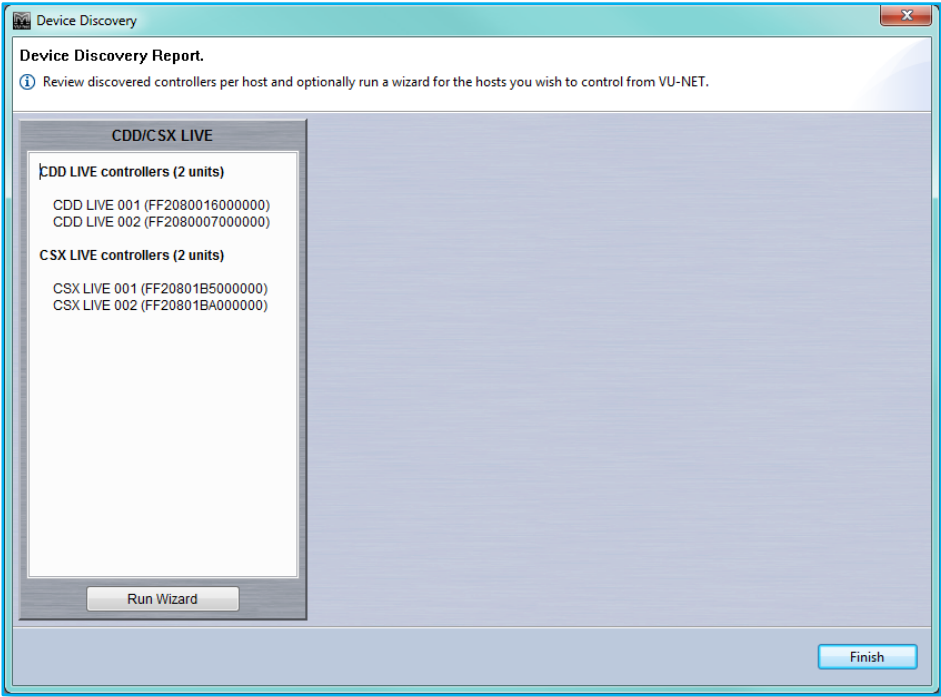 Device Discovery
Device Discovery Report.
Review discovered controllers per host and optionally run a wizard for the hosts you wish to control from VU-NET.
CDD/CSX LIVE
CDD LIVE controllers (2 units)
CDD LIVE 001 (FF2080016000000)
CDD LIVE 002 (FF2080007000000)
CSX LIVE controllers (2 units)
CSX LIVE 001 (FF20801B5000000)
CSX LIVE 002 (FF20801BA000000)
Run Wizard
Finish